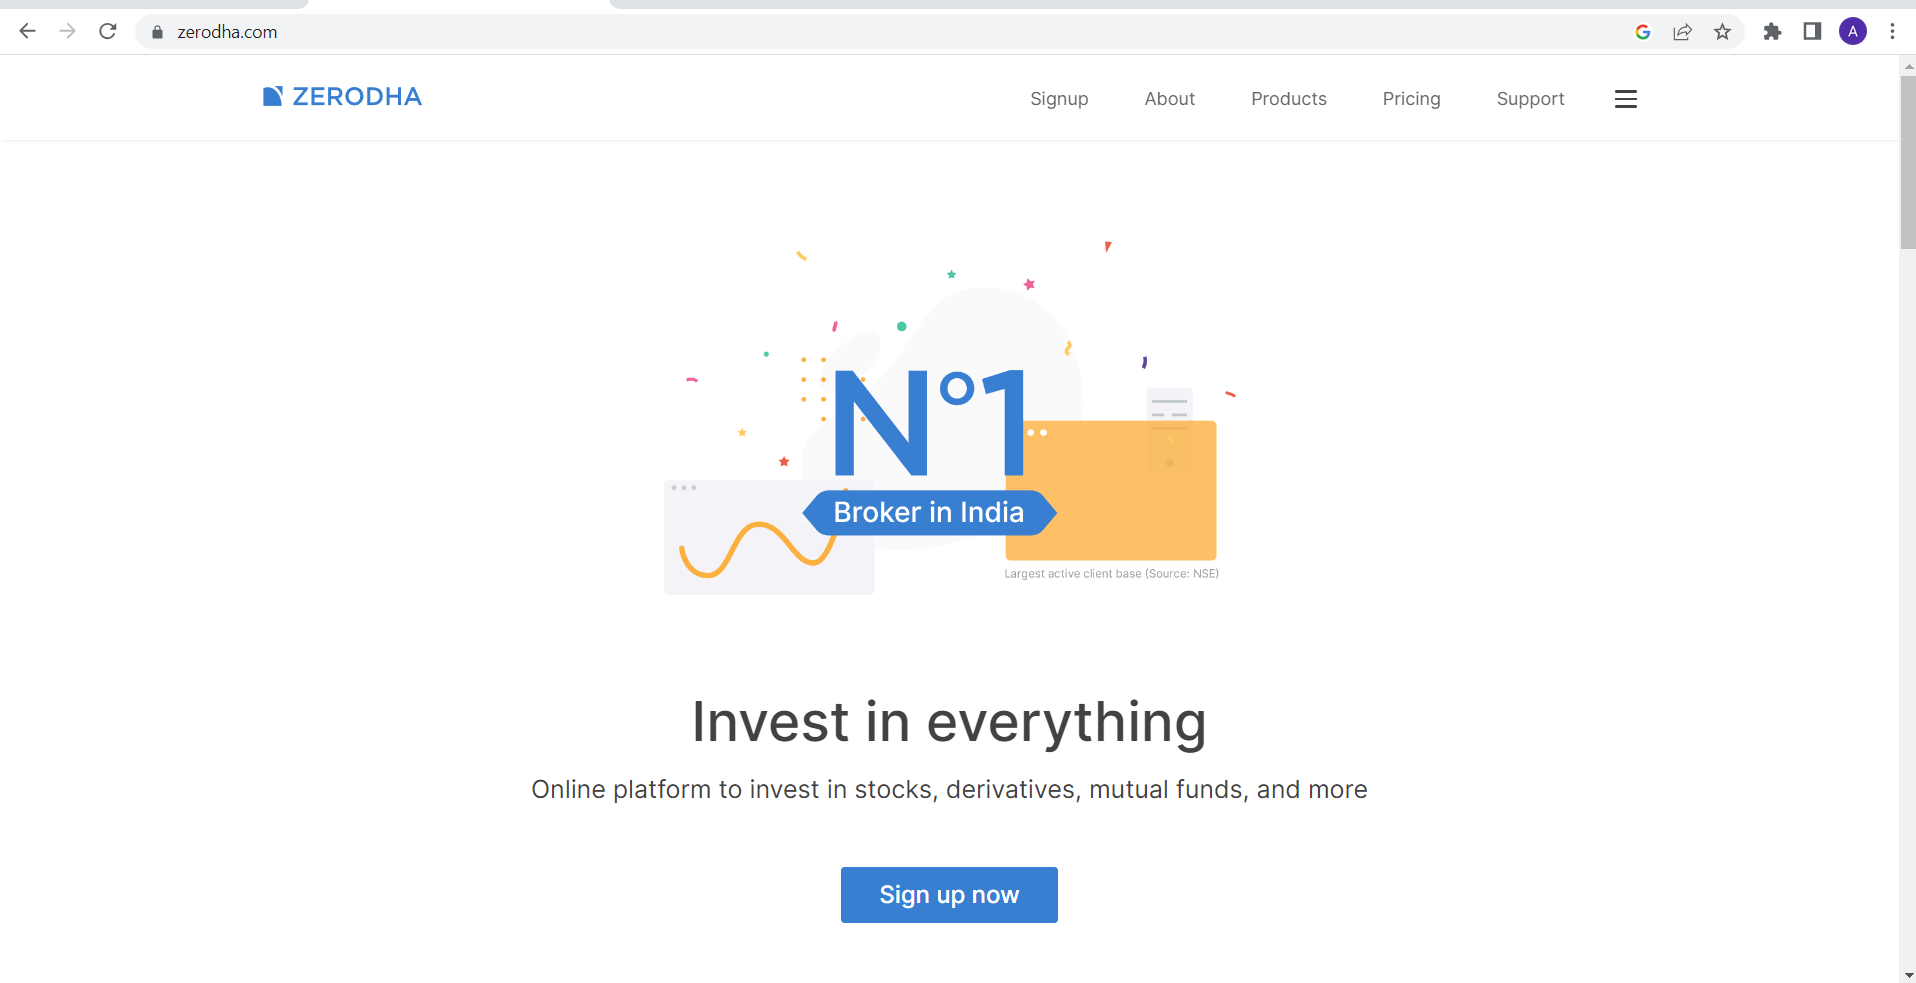 zerodha.com
A
ZERODHA
Signup About Products Pricing Support
N°1
Broker in India
Largest active client base (Source: NSE)
Invest in everything
Online platform to invest in stocks, derivatives, mutual funds, and more
Sign up now